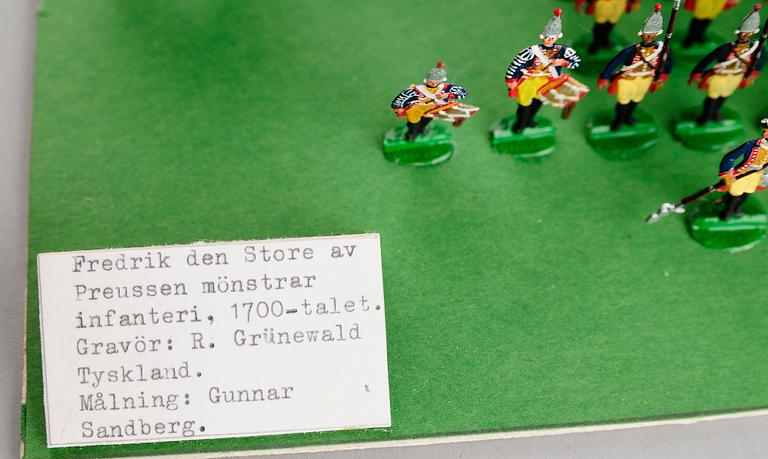 Fredrik den Store av
Preussen mönstrar
infanteri, 1700-talet.
Gravör: R. Grünewald
Tyskland.
Målning: Gunnar
Sandberg.